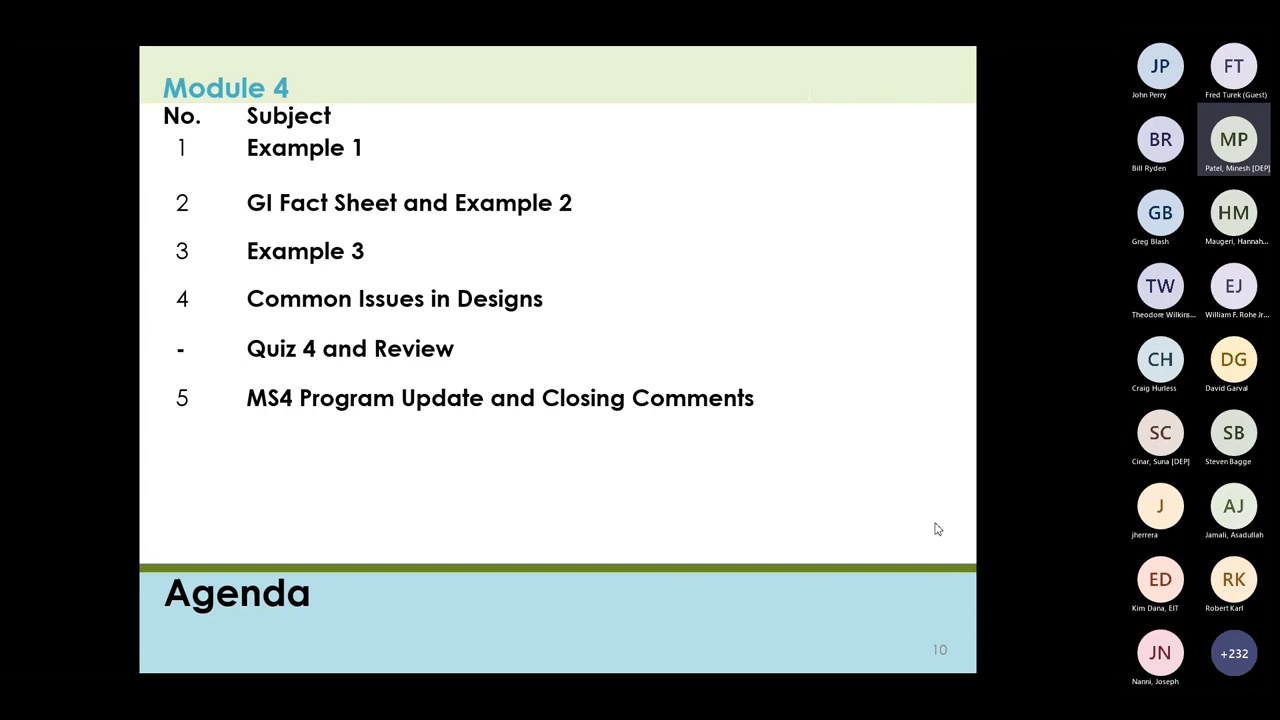 Module 4
No. Subject
1 Example 1
2 GI Fact Sheet and Example 2
3 Example 3
4 Common Issues in Designs
- Quiz 4 and Review
5 MS4 Program Update and Closing Comments
Agenda
10
JP FT
John Perry Fred Turek (Guest)
BR MP
Bill Ryden Patel, Minesh [DEP]
GB HM
Greg Blash Maugeri, Hannah...
TW EJ
Theodore Wilkins... William F. Rohe Jr...
CH DG
Craig Hurless David Garval
SC SB
Cinar, Suna [DEP] Steven Bagge
J AJ
jherrera Jamali, Asadullah
ED RK
Kim Dana, EIT Robert Karl
JN +232
Nanni, Joseph